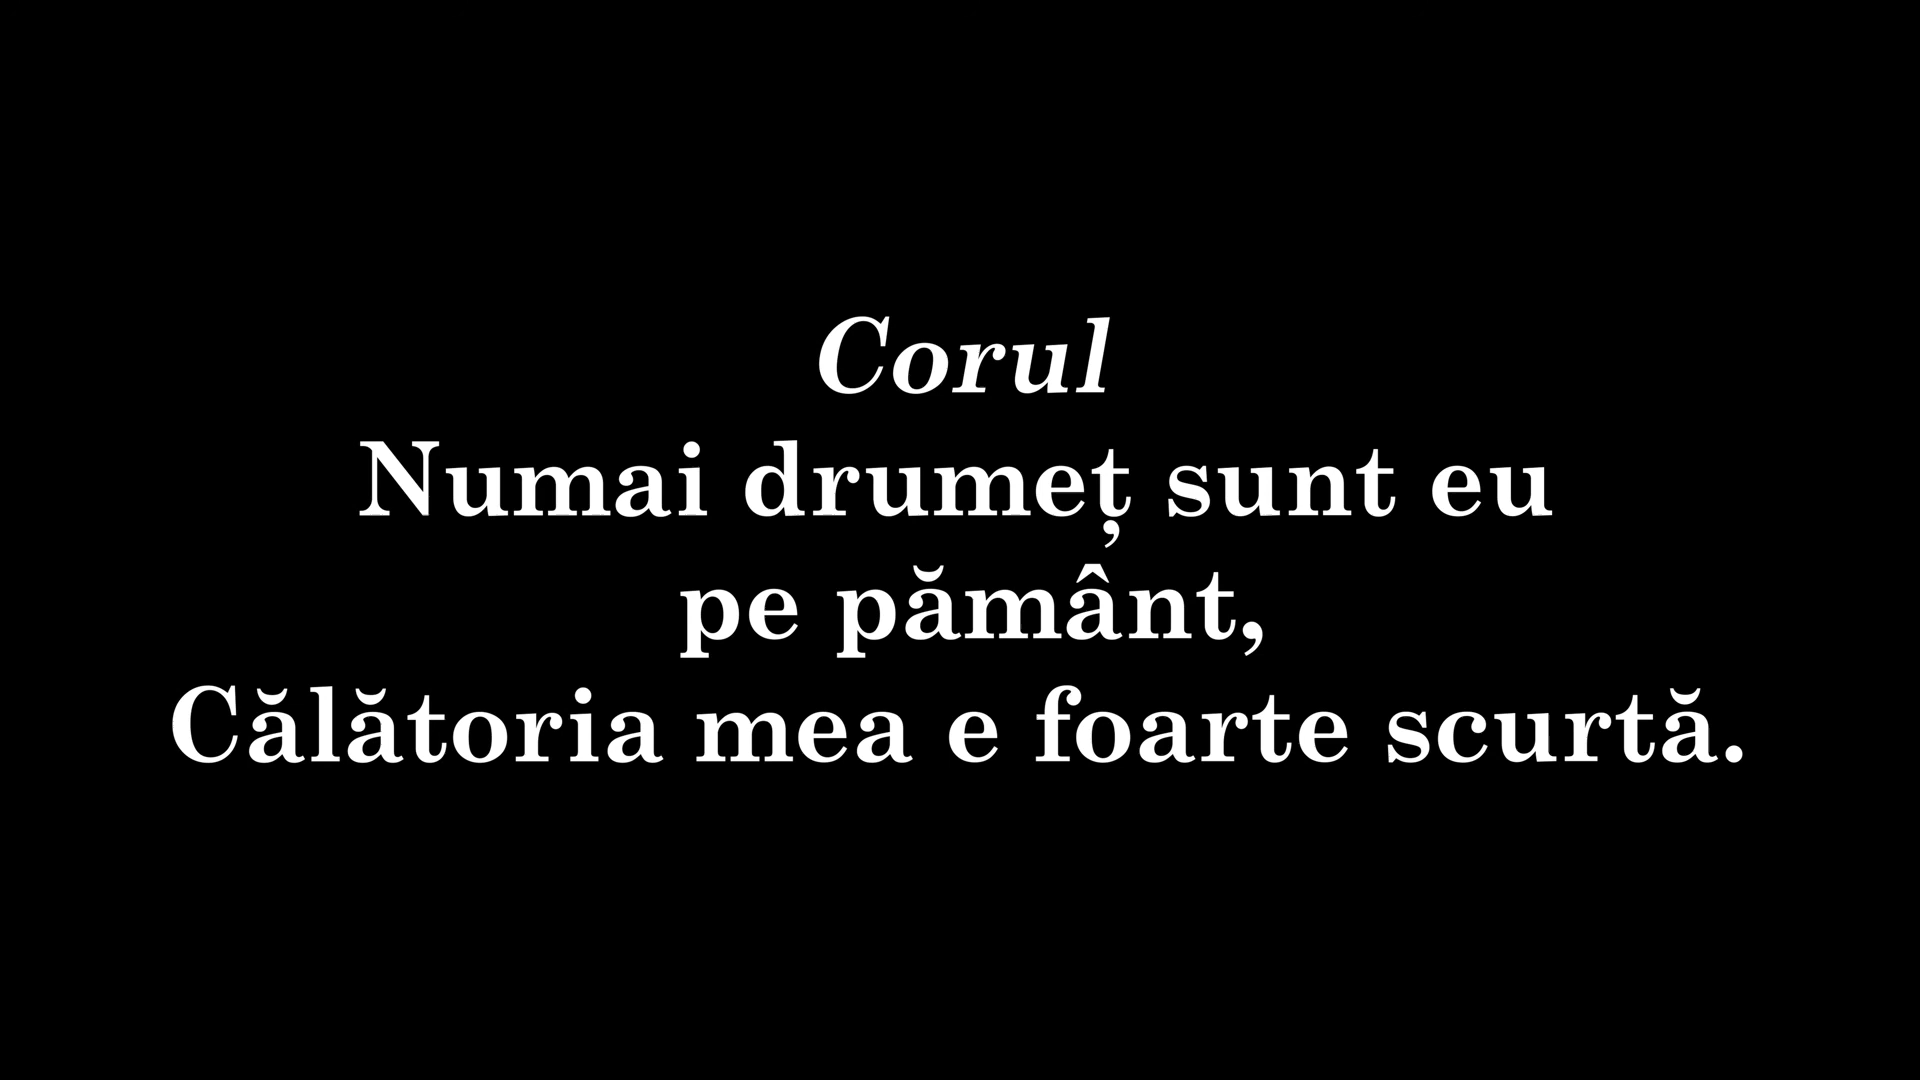 Corul
Numai drumeț sunt eu
pe pământ,
Călătoria mea e foarte scurtă.